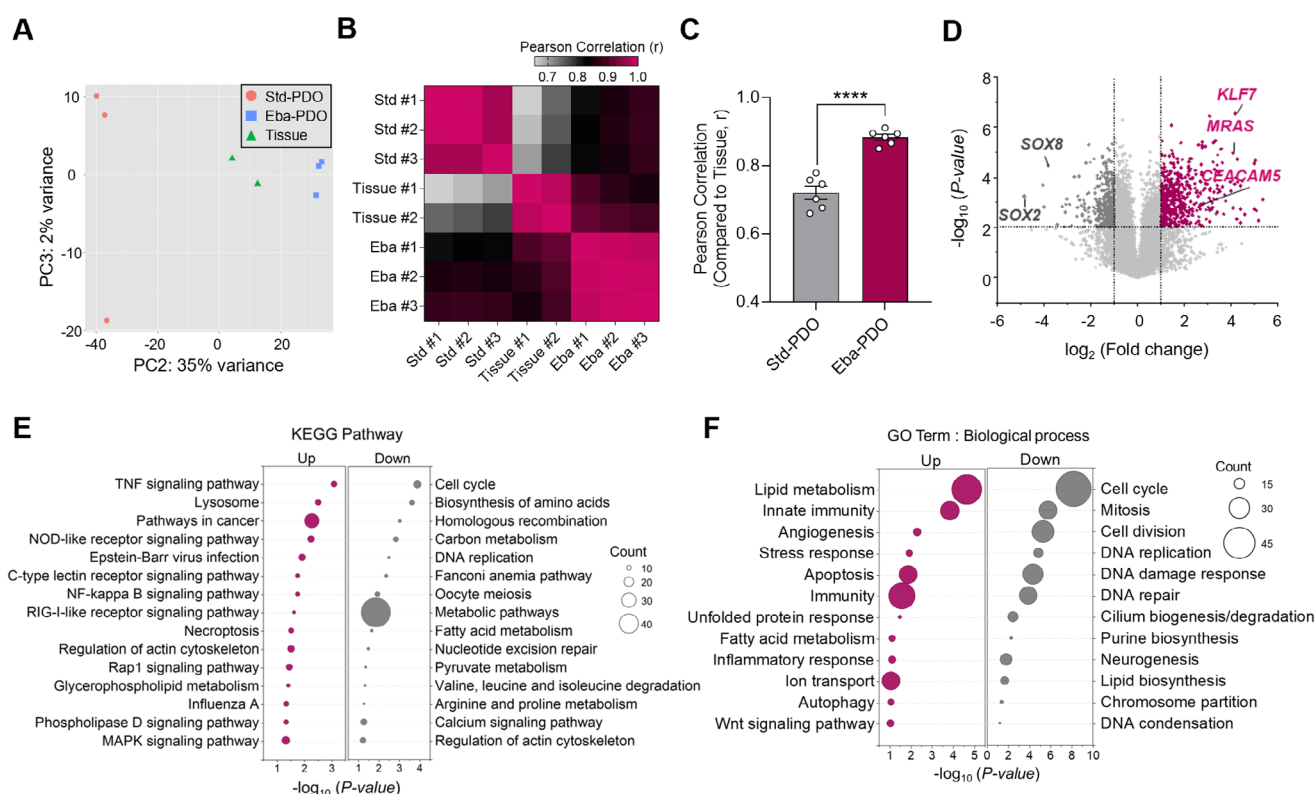 A
Std-PDO
Eba-PDO
Tissue
10
0
-10
-20
PC3: 2% variance
-40
-20
0
20
PC2: 35% variance
B
Pearson Correlation (r)
0.7
0.8
0.9
1.0
Std #1
Std #2
Std #3
Tissue #1
Tissue #2
Eba #1
Eba #2
Eba #3
Std #1
Std #2
Std #3
Tissue #1
Tissue #2
Eba #1
Eba #2
Eba #3
C
****
1.0
0.8
0.6
0.4
Pearson Correlation
(Compared to Tissue, r)
Std-PDO
Eba-PDO
D
8
6
4
2
0
-log10 (P-value)
KLF7
MRAS
SOX8
CEACAM5
SOX2
-6
-4
-2
0
2
4
6
log2 (Fold change)
E
KEGG Pathway
Up
Down
TNF signaling pathway
Lysosome
Pathways in cancer
NOD-like receptor signaling pathway
Epstein-Barr virus infection
C-type lectin receptor signaling pathway
NF-kappa B signaling pathway
RIG-I-like receptor signaling pathway
Necroptosis
Regulation of actin cytoskeleton
Rap1 signaling pathway
Glycerophospholipid metabolism
Influenza A
Phospholipase D signaling pathway
MAPK signaling pathway
Cell cycle
Biosynthesis of amino acids
Homologous recombination
Carbon metabolism
DNA replication
Fanconi anemia pathway
Oocyte meiosis
Metabolic pathways
Fatty acid metabolism
Nucleotide excision repair
Pyruvate metabolism
Valine, leucine and isoleucine degradation
Arginine and proline metabolism
Calcium signaling pathway
Regulation of actin cytoskeleton
Count
10
20
30
40
1
2
3
1
2
3
4
-log10 (P-value)
F
GO Term : Biological process
Up
Down
Lipid metabolism
Innate immunity
Angiogenesis
Stress response
Apoptosis
Immunity
Unfolded protein response
Fatty acid metabolism
Inflammatory response
Ion transport
Autophagy
Wnt signaling pathway
Cell cycle
Mitosis
Cell division
DNA replication
DNA damage response
DNA repair
Cilium biogenesis/degradation
Purine biosynthesis
Neurogenesis
Lipid biosynthesis
Chromosome partition
DNA condensation
Count
15
30
45
0
1
2
3
4
5
0
2
4
6
8
10
-log10 (P-value)